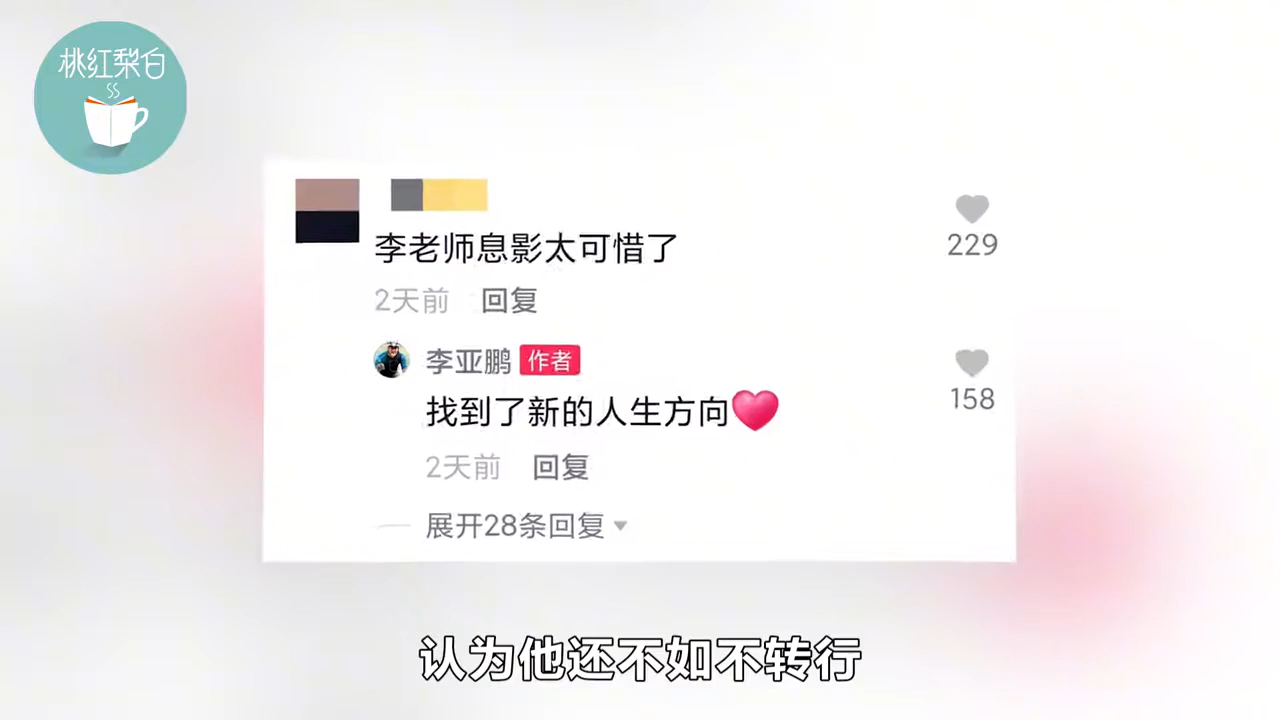 桃红梨白
李老师息影太可惜了
229
2天前 回复
李亚鹏 作者
找到了新的人生方向
158
2天前 回复
展开28条回复
认为他还不如不转行